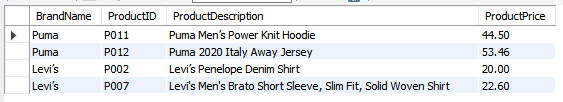 BrandName ProductID ProductDescription ProductPrice
Puma P011 Puma Men's Power Knit Hoodie 44.50
Puma P012 Puma 2020 Italy Away Jersey 53.46
Levi's P002 Levi's Penelope Denim Shirt 20.00
Levi's P007 Levi's Men's Brato Short Sleeve, Slim Fit, Solid Woven Shirt 22.60